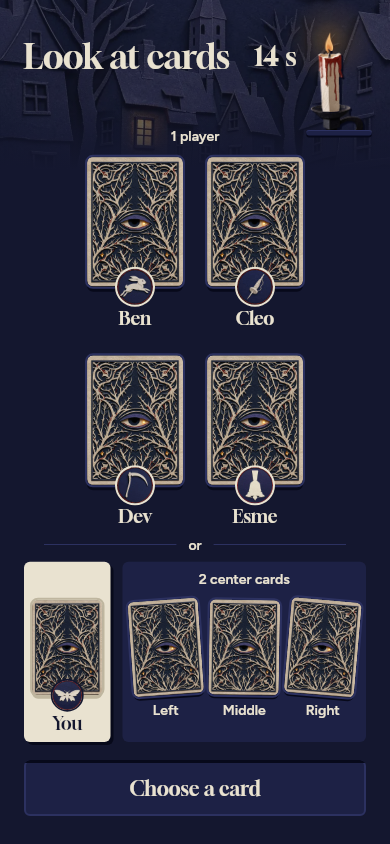 Look at cards 14 s
1 player
Ben Cleo
Dev Esme
or
2 center cards
Left Middle Right
You
Choose a card